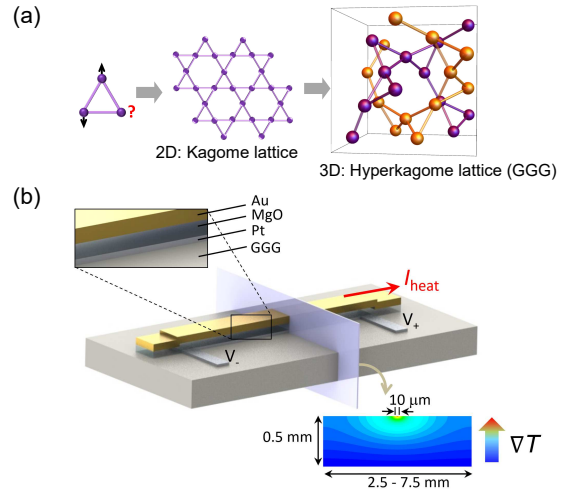 (a)
?
2D: Kagome lattice
3D: Hyperkagome lattice (GGG)
(b)
Au
MgO
Pt
GGG
I heat
V+
V-
10 μm
0.5 mm
∇T
2.5 - 7.5 mm